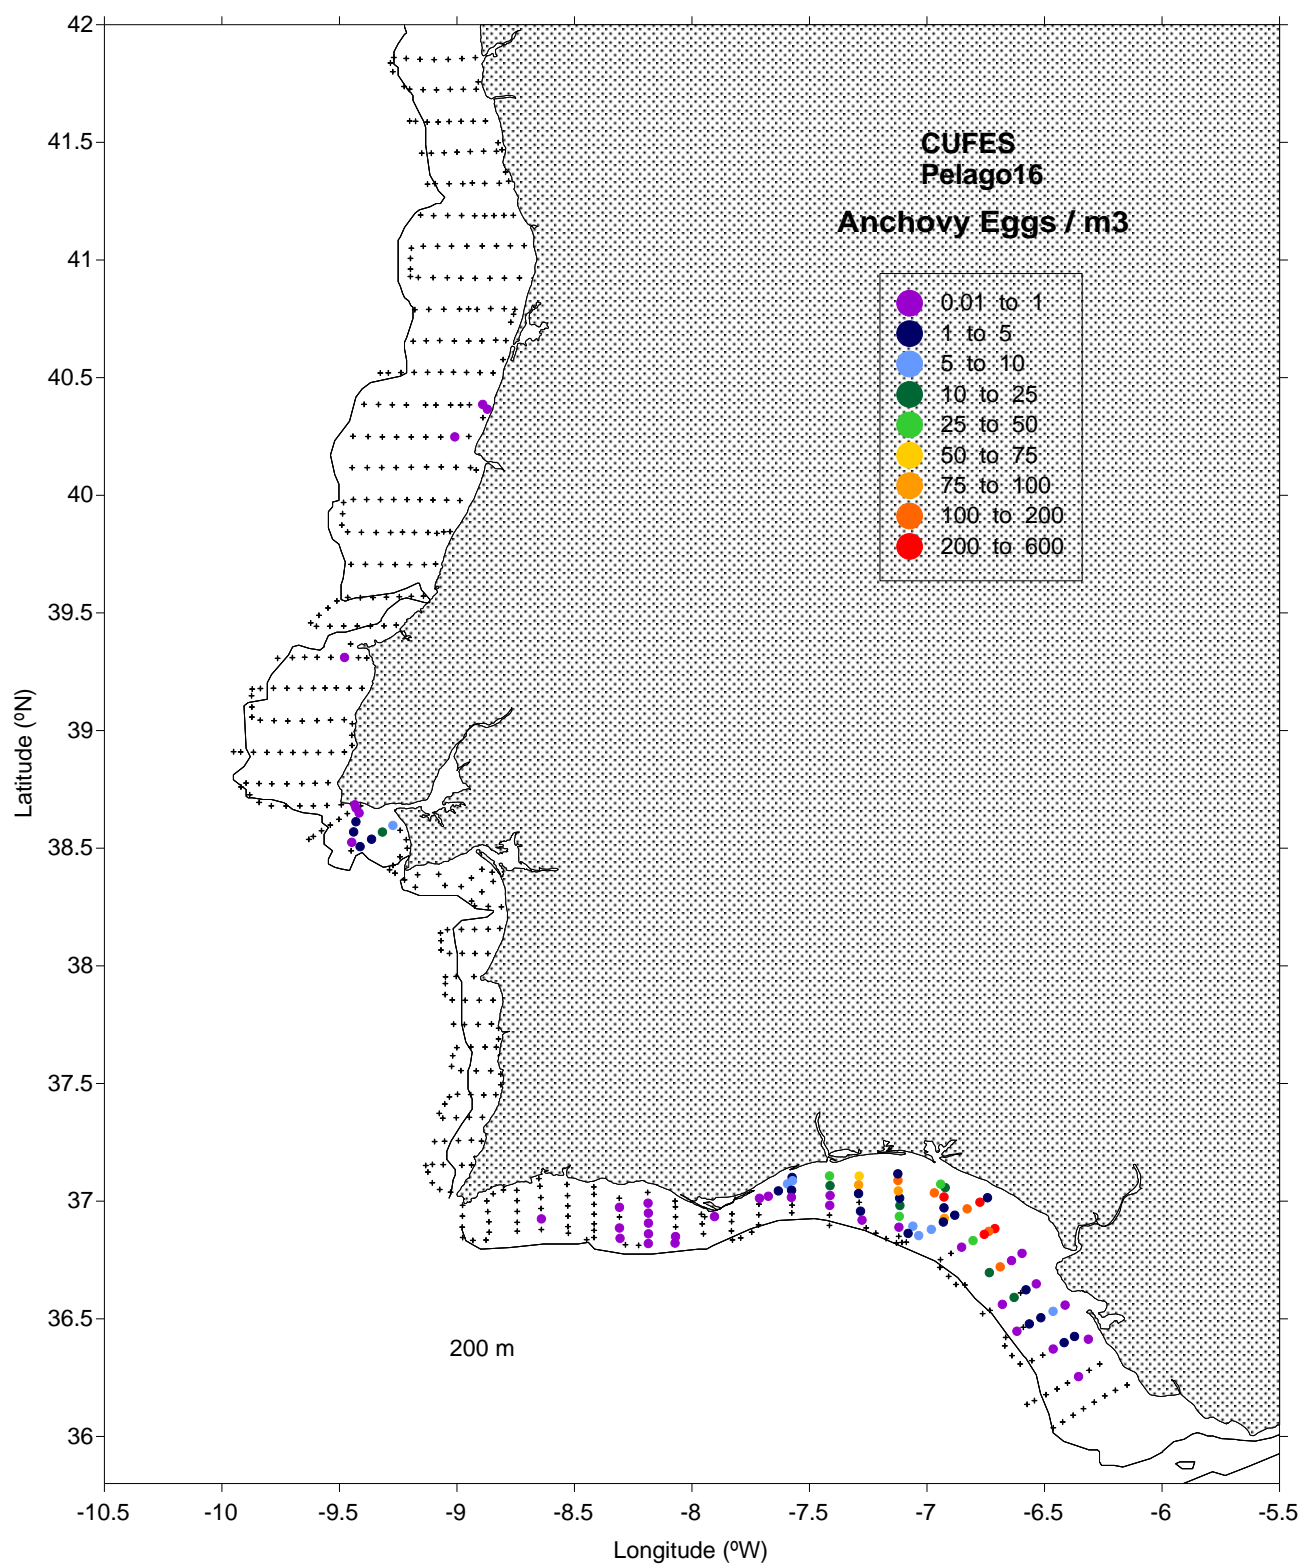 CUFES
Pelago16
Anchovy Eggs / m3
0.01 to 1
1 to 5
5 to 10
10 to 25
25 to 50
50 to 75
75 to 100
100 to 200
200 to 600
42
41.5
41
40.5
40
39.5
39
38.5
38
37.5
37
36.5
36
Latitude (ºN)
200 m
-10.5 -10 -9.5 -9 -8.5 -8 -7.5 -7 -6.5 -6 -5.5
Longitude (ºW)